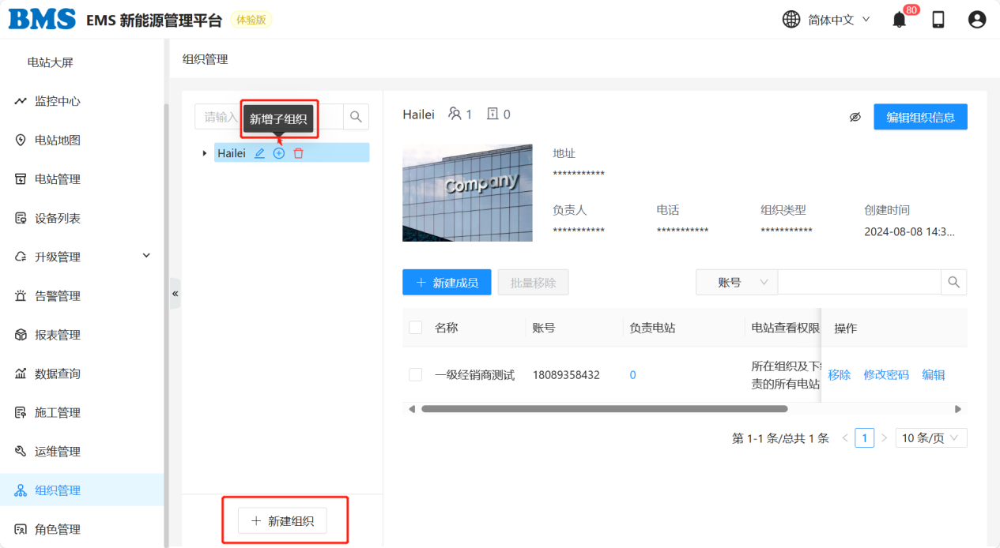 BMS EMS 新能源管理平台 体验版 简体中文 80
电站大屏
监控中心
电站地图
电站管理
设备列表
升级管理
告警管理
报表管理
数据查询
施工管理
运维管理
组织管理
角色管理
组织管理
请输入
新增子组织
Hailei
新建组织
Hailei 1 0 编辑组织信息
Company
地址
***********
负责人 电话 组织类型 创建时间
*********** *********** *********** 2024-08-08 14:3...
新建成员 批量移除 账号
名称 账号 负责电站 电站查看权限 操作
一级经销商测试 18089358432 0 所在组织及下
责的所有电站
移除 修改密码 编辑
第 1-1 条/总共 1 条 < 1 > 10 条/页